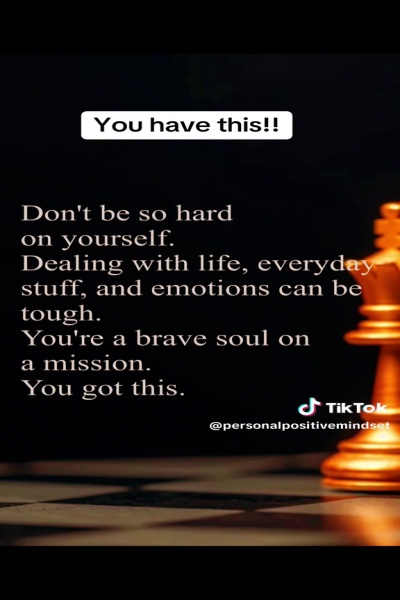 You have this!!
Don't be so hard
on yourself.
Dealing with life, everyday
stuff, and emotions can be
tough.
You're a brave soul on
a mission.
You got this.
TikTok
@personalpositivemindset